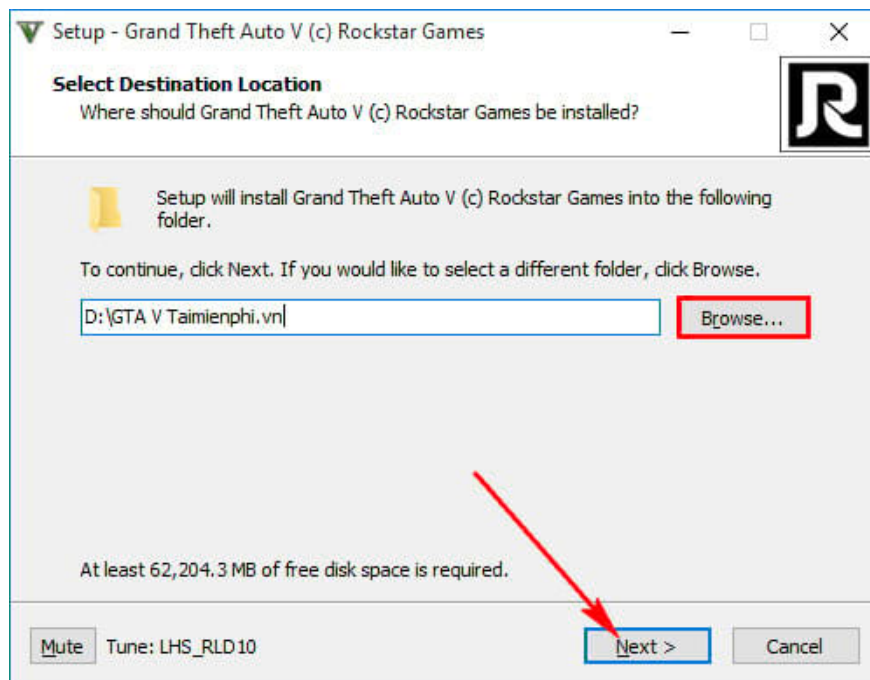 Setup - Grand Theft Auto V (c) Rockstar Games
Select Destination Location
Where should Grand Theft Auto V (c) Rockstar Games be installed?
Setup will install Grand Theft Auto V (c) Rockstar Games into the following
folder.
To continue, click Next. If you would like to select a different folder, click Browse.
D:\GTA V Taimienphi.vn
Browse...
At least 62,204.3 MB of free disk space is required.
Mute Tune: LHS_RLD10 Next > Cancel